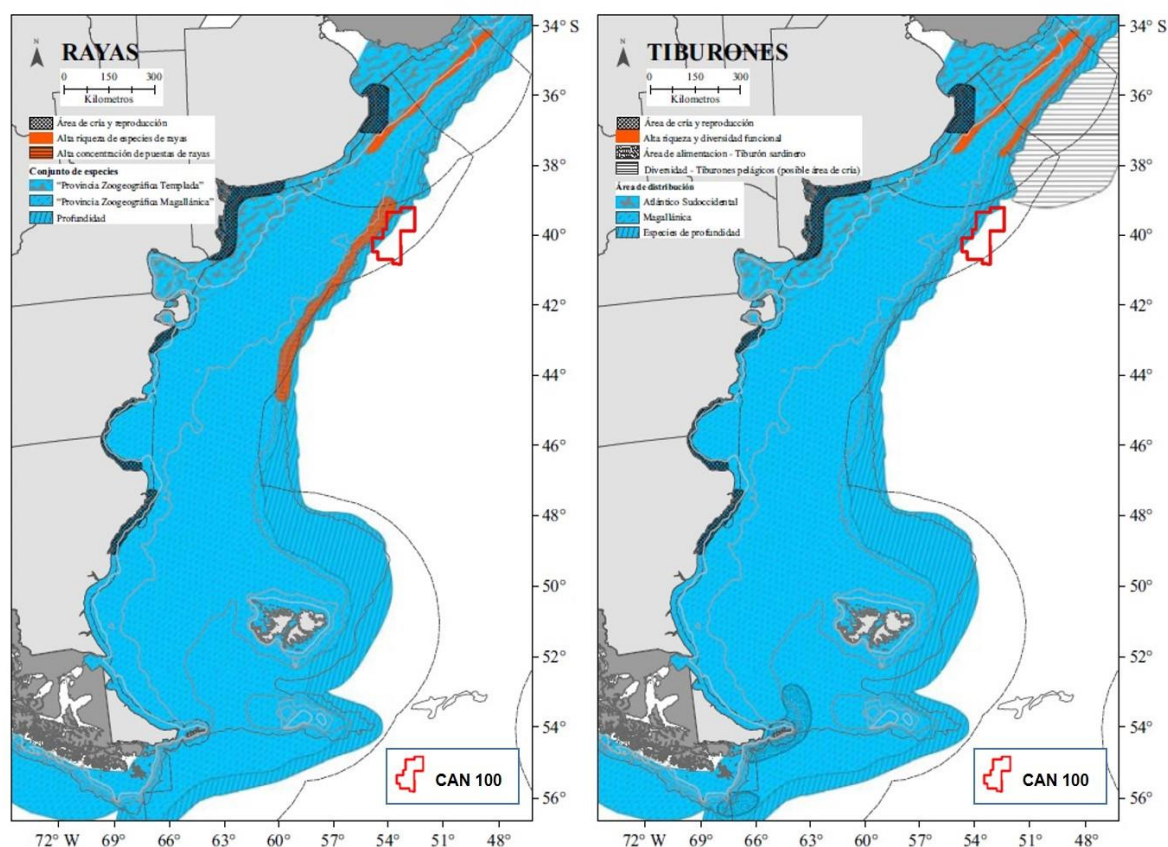 N
RAYAS
0 150 300
Kilometros
Área de cría y reproducción
Alta riqueza de especies de rayas
Alta concentración de puestas de rayas
Conjunto de especies
"Provincia Zoogeográfica Templada"
"Provincia Zoogeográfica Magallánica"
Profundidad
CAN 100
72° W 69° 66° 63° 60° 57° 54° 51° 48°
34° S
36°
38°
40°
42°
44°
46°
48°
50°
52°
54°
56°
N
TIBURONES
0 150 300
Kilometros
Área de cría y reproducción
Alta riqueza y diversidad funcional
Área de alimentacion - Tiburón sardinero
Diversidad - Tiburones pelágicos (posible área de cría)
Área de distribución
Atlántico Sudoccidental
Magallánica
Especies de profundidad
CAN 100
72° W 69° 66° 63° 60° 57° 54° 51° 48°
34° S
36°
38°
40°
42°
44°
46°
48°
50°
52°
54°
56°